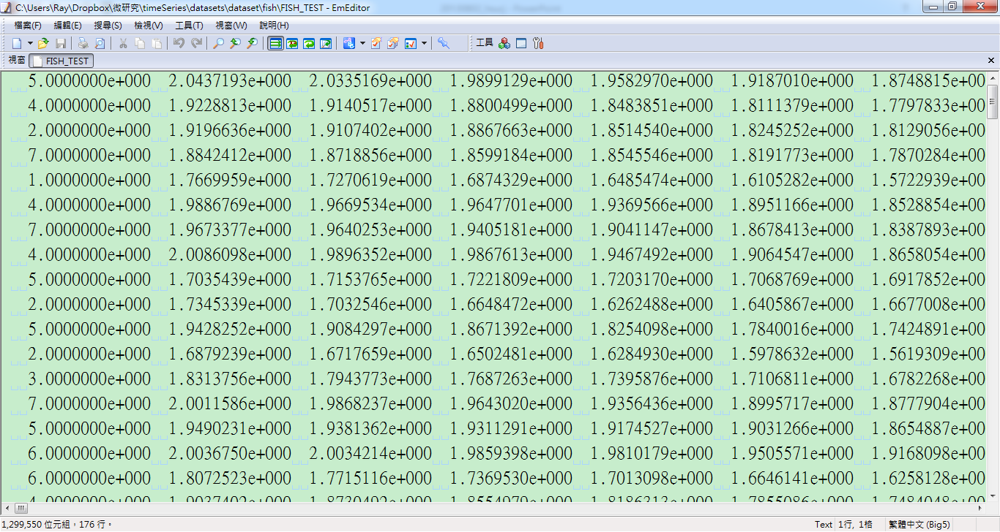 C:\Users\Ray\Dropbox\微研究\timeSeries\datasets\dataset\fish\FISH_TEST - EmEditor
檔案(F) 編輯(E) 搜尋(S) 檢視(V) 工具(T) 視窗(W) 說明(H)
工具
視窗 FISH_TEST
5.0000000e+000 2.0437193e+000 2.0335169e+000 1.9899129e+000 1.9582970e+000 1.9187010e+000 1.8748815e+00
4.0000000e+000 1.9228813e+000 1.9140517e+000 1.8800499e+000 1.8483851e+000 1.8111379e+000 1.7797833e+00
2.0000000e+000 1.9196636e+000 1.9107402e+000 1.8867663e+000 1.8514540e+000 1.8245252e+000 1.8129056e+00
7.0000000e+000 1.8842412e+000 1.8718856e+000 1.8599184e+000 1.8545546e+000 1.8191773e+000 1.7870284e+00
1.0000000e+000 1.7669959e+000 1.7270619e+000 1.6874329e+000 1.6485474e+000 1.6105282e+000 1.5722939e+00
4.0000000e+000 1.9886769e+000 1.9669534e+000 1.9647701e+000 1.9369566e+000 1.8951166e+000 1.8528854e+00
7.0000000e+000 1.9673377e+000 1.9640253e+000 1.9405181e+000 1.9041147e+000 1.8678413e+000 1.8387893e+00
4.0000000e+000 2.0086098e+000 1.9896352e+000 1.9867613e+000 1.9467492e+000 1.9064547e+000 1.8658054e+00
5.0000000e+000 1.7035439e+000 1.7153765e+000 1.7221809e+000 1.7203170e+000 1.7068769e+000 1.6917852e+00
2.0000000e+000 1.7345339e+000 1.7032546e+000 1.6648472e+000 1.6262488e+000 1.6405867e+000 1.6677008e+00
5.0000000e+000 1.9428252e+000 1.9084297e+000 1.8671392e+000 1.8254098e+000 1.7840016e+000 1.7424891e+00
2.0000000e+000 1.6879239e+000 1.6717659e+000 1.6502481e+000 1.6284930e+000 1.5978632e+000 1.5619309e+00
3.0000000e+000 1.8313756e+000 1.7943773e+000 1.7687263e+000 1.7395876e+000 1.7106811e+000 1.6782268e+00
7.0000000e+000 2.0011586e+000 1.9868237e+000 1.9643020e+000 1.9356436e+000 1.8995717e+000 1.8777904e+00
5.0000000e+000 1.9490231e+000 1.9381362e+000 1.9311291e+000 1.9174527e+000 1.9031266e+000 1.8654887e+00
6.0000000e+000 2.0036750e+000 2.0034214e+000 1.9859398e+000 1.9810179e+000 1.9505571e+000 1.9168098e+00
6.0000000e+000 1.8072523e+000 1.7715116e+000 1.7369530e+000 1.7013098e+000 1.6646141e+000 1.6258128e+00
1,299,550 位元組，176 行。 Text 1行, 1格 繁體中文 (Big5)